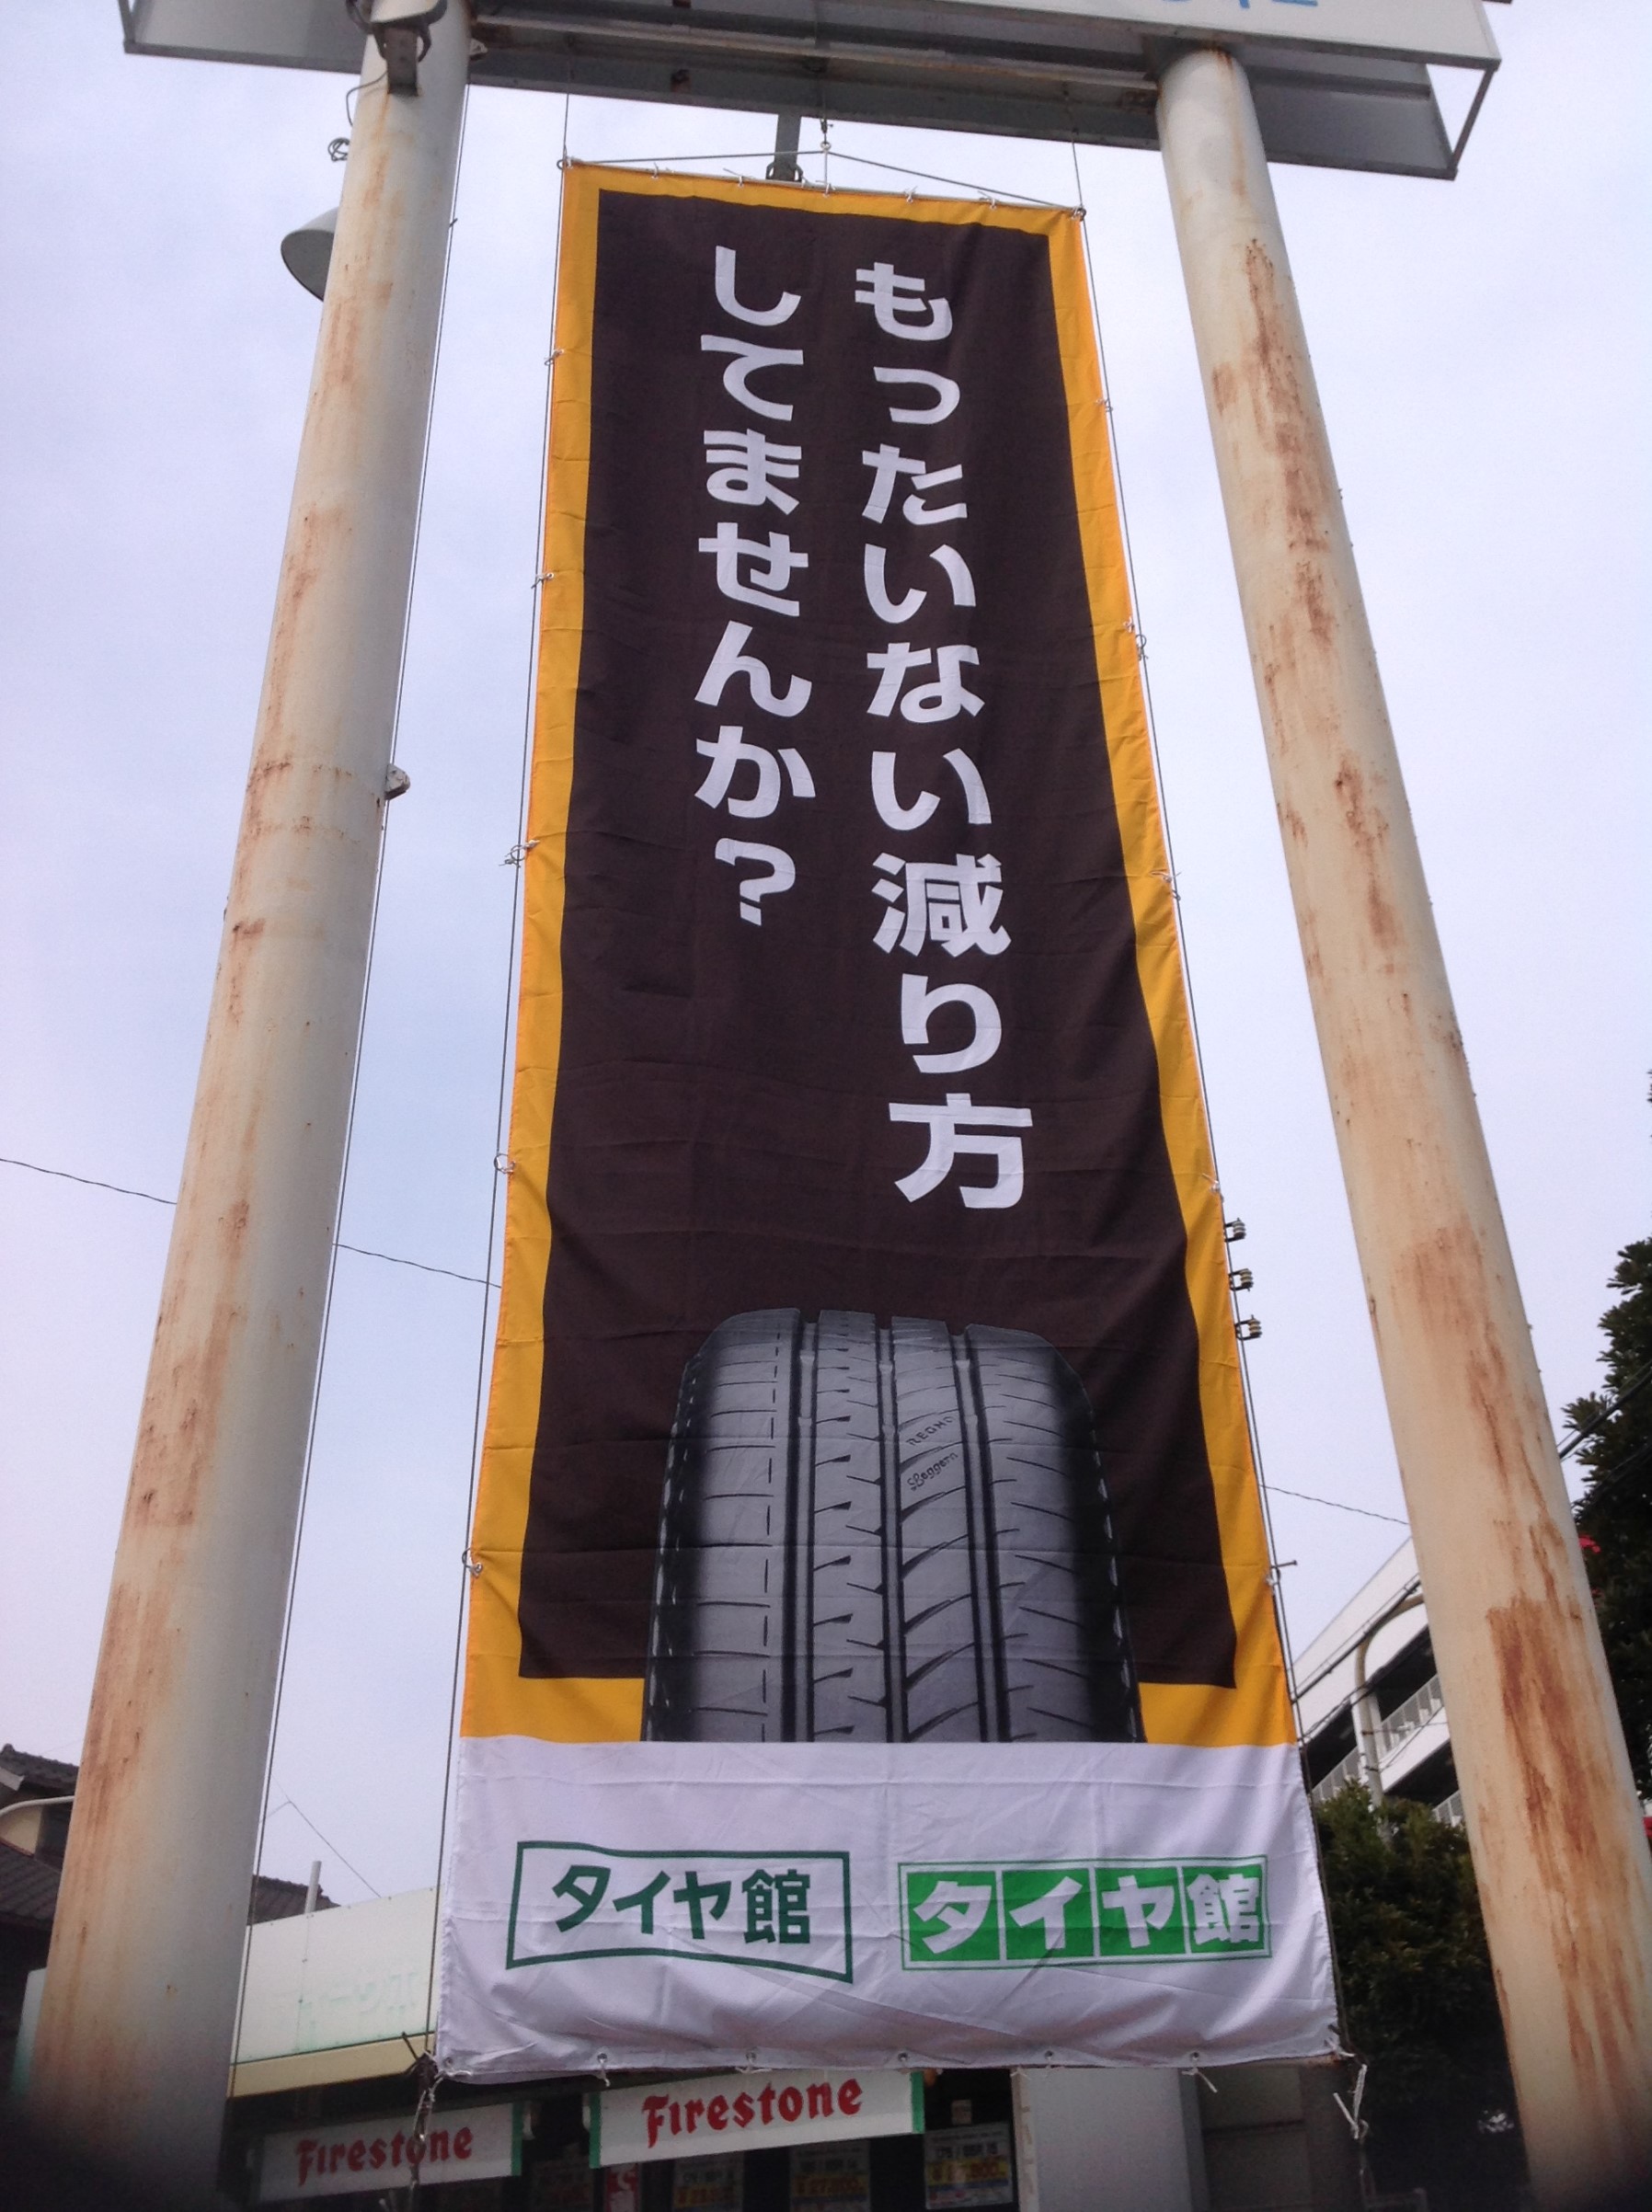 もったいない減り方
してませんか?
REGNO
Leggera
タイヤ館
タイヤ館
Firestone
Firestone